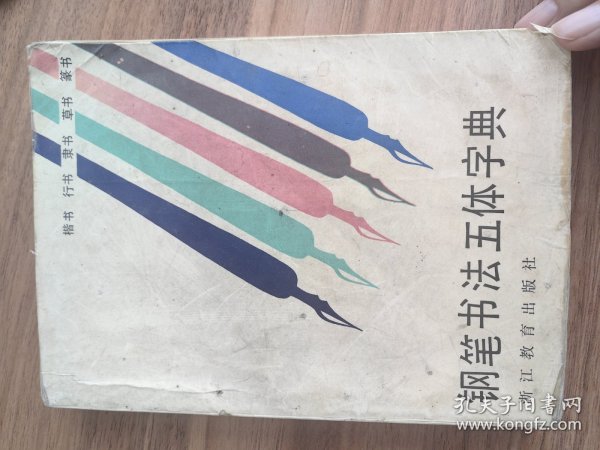 楷书 行书 隶书 草书 篆书
钢笔书法五体字典
浙江教育出版社
孔夫子旧书网
www.kongfz.com